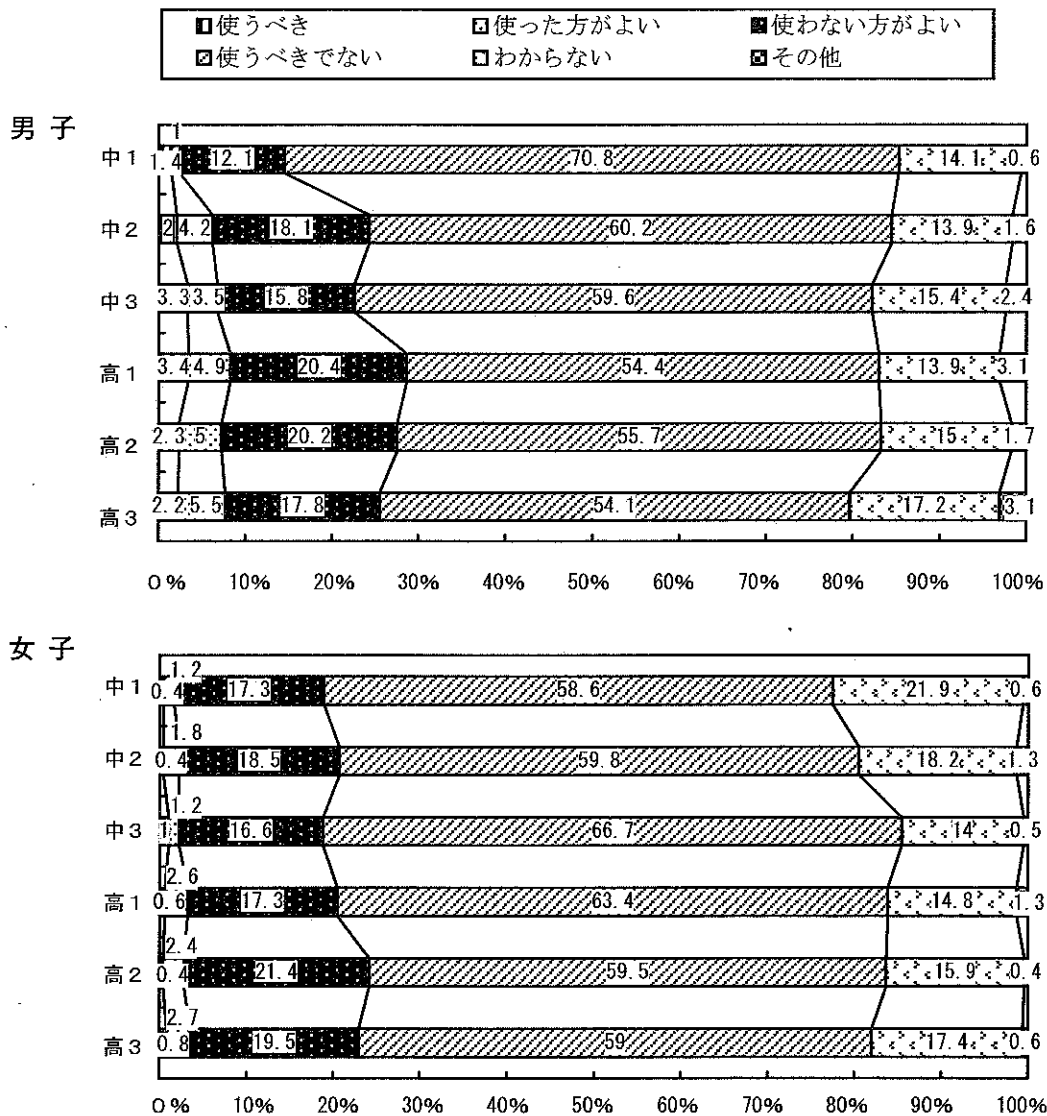 使うべき 使った方がよい 使わない方がよい
使うべきでない わからない その他
男子
1
中1 1.4 12.1 70.8 14.1 0.6
中2 2 4.2 18.1 60.2 13.9 1.6
中3 3.3 3.5 15.8 59.6 15.4 2.4
高1 3.4 4.9 20.4 54.4 13.9 3.1
高2 2.3 5 20.2 55.7 15 1.7
高3 2.2 5.5 17.8 54.1 17.2 3.1
0% 10% 20% 30% 40% 50% 60% 70% 80% 90% 100%
女子
1.2
中1 0.4 17.3 58.6 21.9 0.6
1.8
中2 0.4 18.5 59.8 18.2 1.3
1.2
中3 1 16.6 66.7 14 0.5
2.6
高1 0.6 17.3 63.4 14.8 1.3
2.4
高2 0.4 21.4 59.5 15.9 0.4
2.7
高3 0.8 19.5 59 17.4 0.6
0% 10% 20% 30% 40% 50% 60% 70% 80% 90% 100%